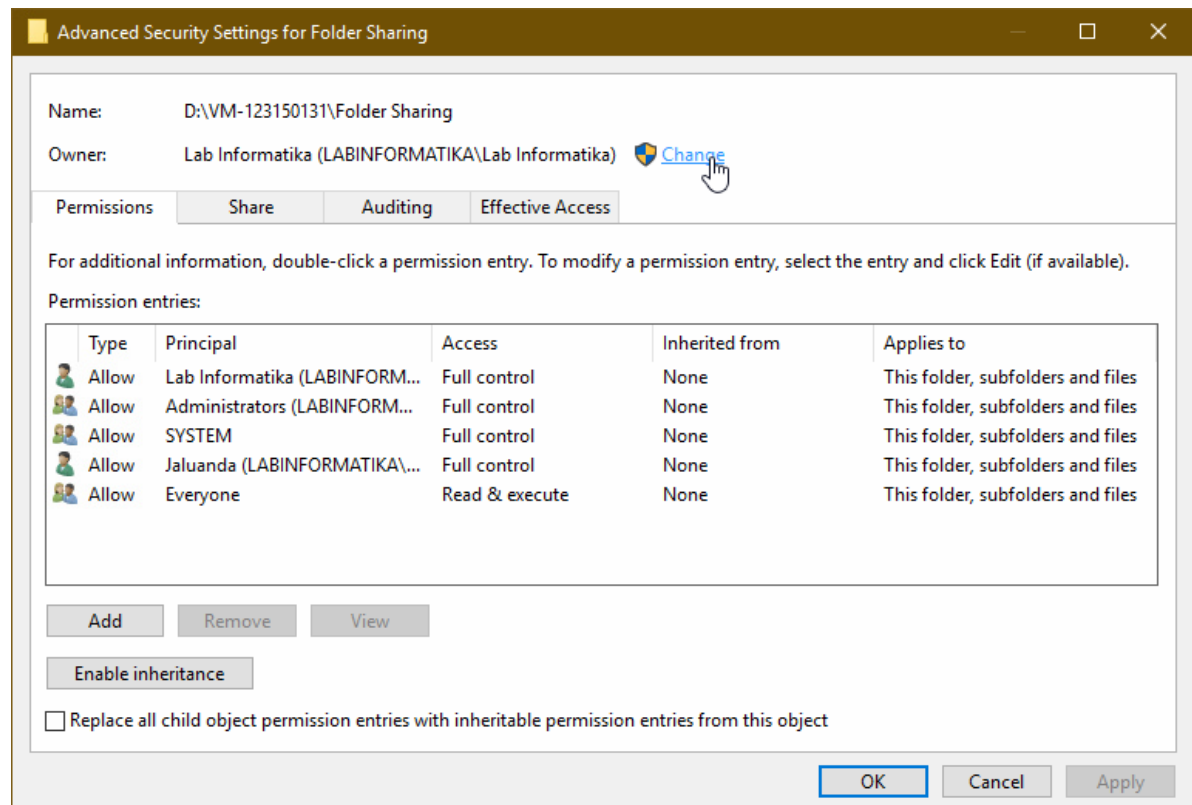 Advanced Security Settings for Folder Sharing
Name: D:\VM-123150131\Folder Sharing
Owner: Lab Informatika (LABINFORMATIKA\Lab Informatika) Change
Permissions Share Auditing Effective Access
For additional information, double-click a permission entry. To modify a permission entry, select the entry and click Edit (if available).
Permission entries:
Type Principal Access Inherited from Applies to
Allow Lab Informatika (LABINFORM... Full control None This folder, subfolders and files
Allow Administrators (LABINFORM... Full control None This folder, subfolders and files
Allow SYSTEM Full control None This folder, subfolders and files
Allow Jaluanda (LABINFORMATIKA\... Full control None This folder, subfolders and files
Allow Everyone Read & execute None This folder, subfolders and files
Add Remove View
Enable inheritance
Replace all child object permission entries with inheritable permission entries from this object
OK Cancel Apply